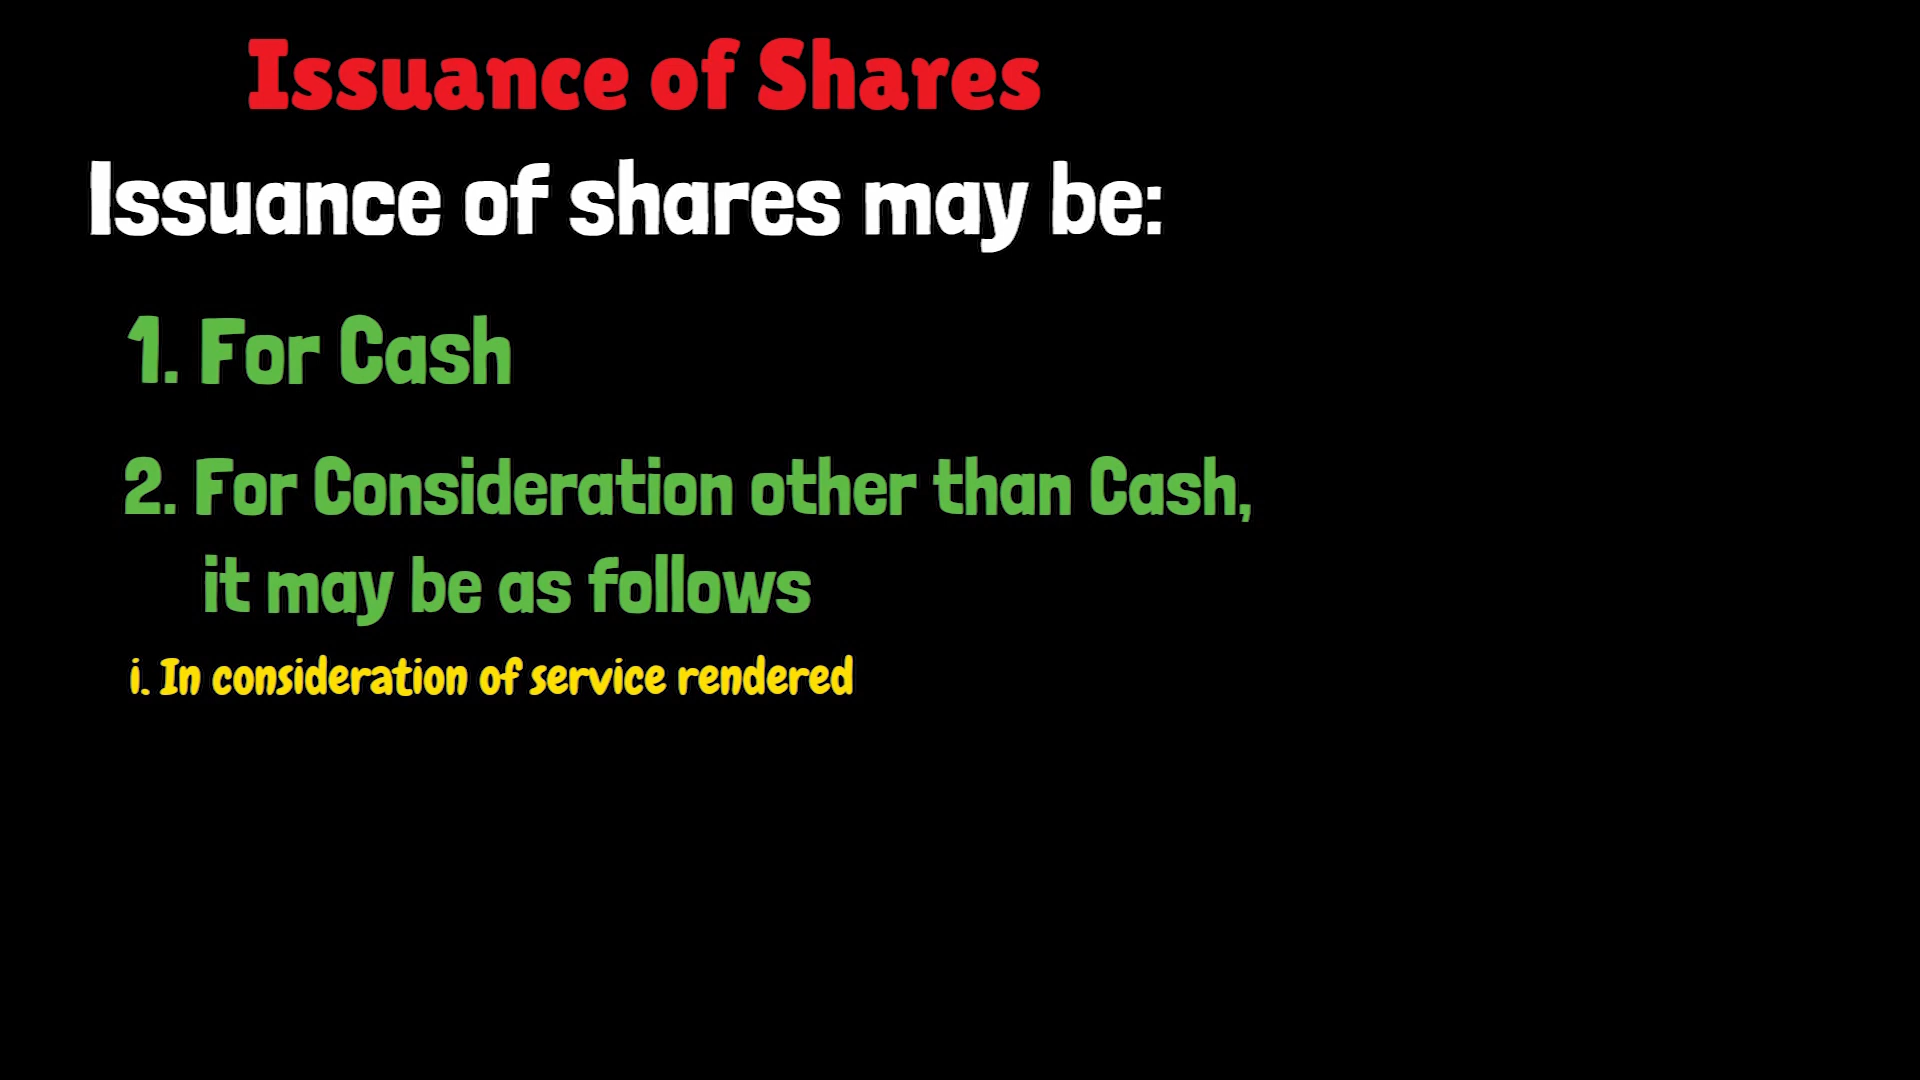 Issuance of Shares
Issuance of shares may be:
1. For Cash
2. For Consideration other than Cash,
it may be as follows
i. In consideration of service rendered